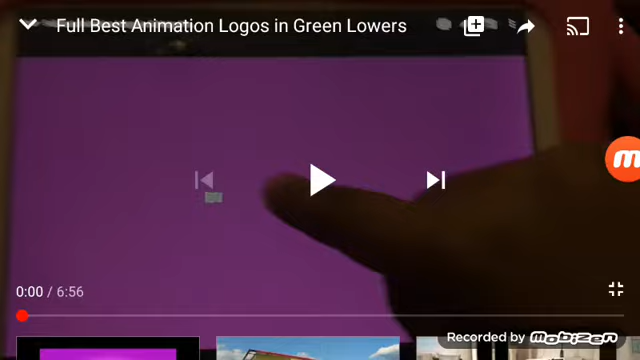 Full Best Animation Logos in Green Lowers
0:00 / 6:56
Recorded by mobizen